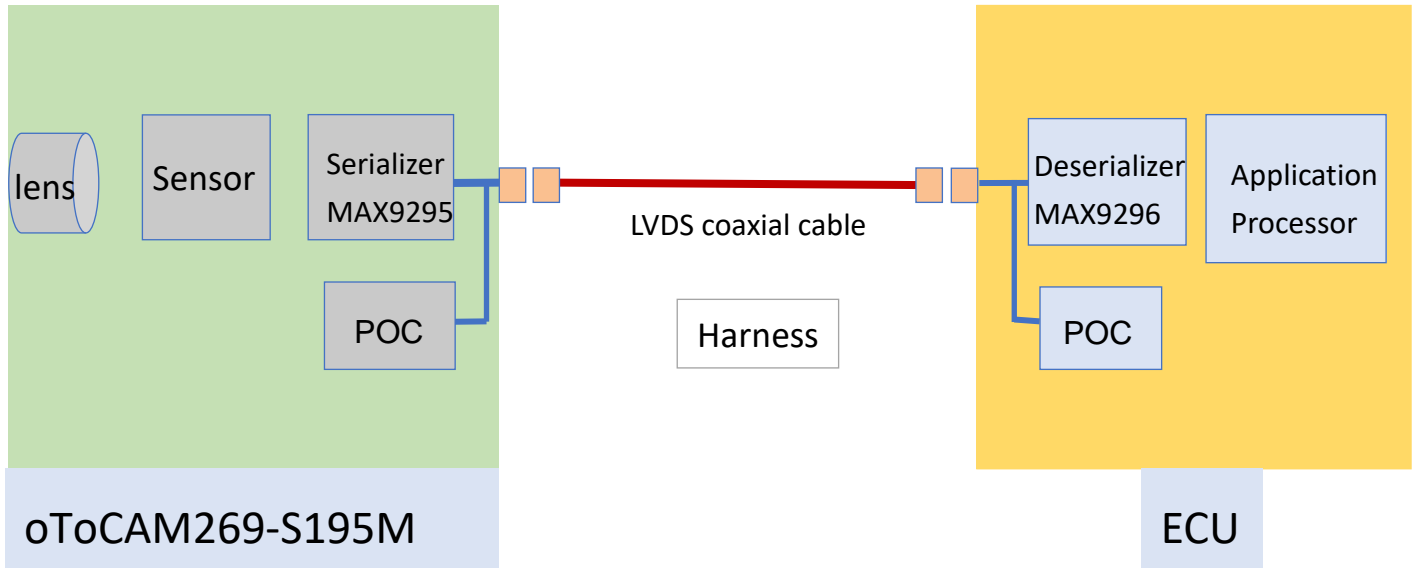 lens
Sensor
Serializer
MAX9295
POC
LVDS coaxial cable
Harness
Deserializer
MAX9296
Application
Processor
POC
oToCAM269-S195M
ECU